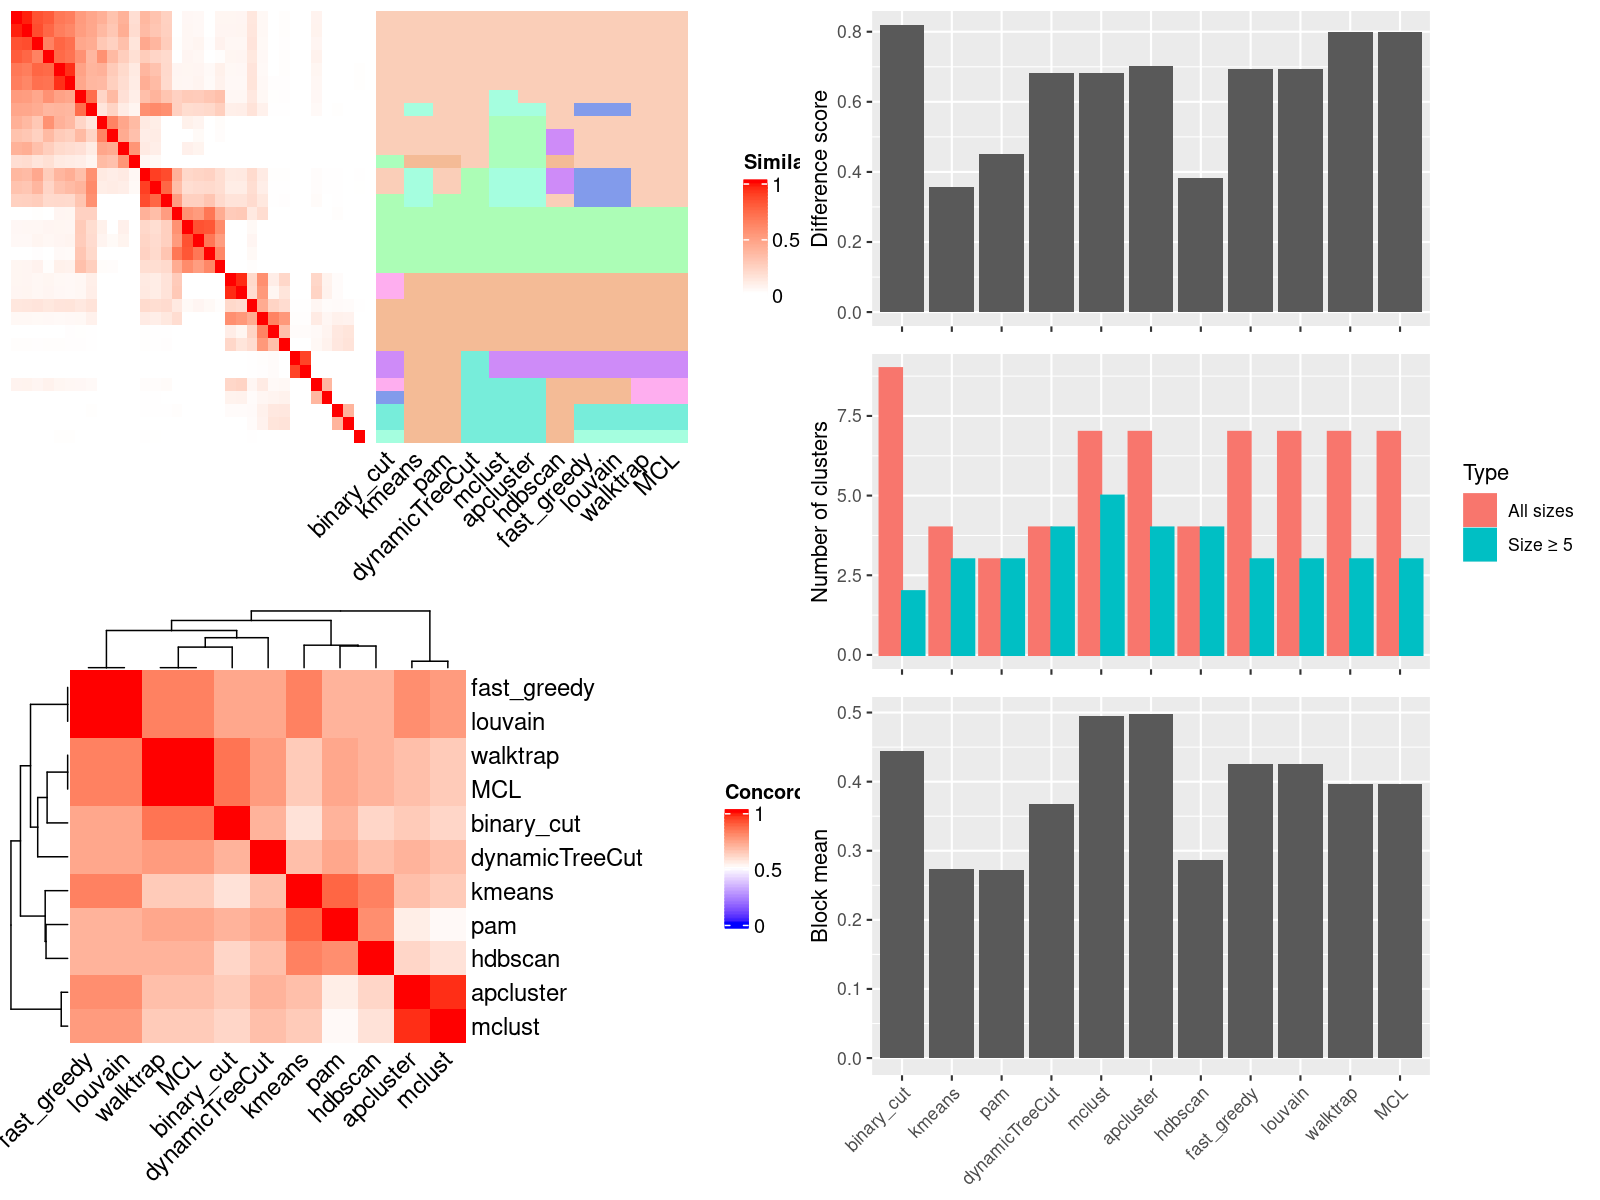 Simila
1
0.5
0
binary_cut
kmeans
pam
dynamicTreeCut
mclust
apcluster
hdbscan
fast_greedy
louvain
walktrap
MCL
fast_greedy
louvain
walktrap
MCL
binary_cut
dynamicTreeCut
kmeans
pam
hdbscan
apcluster
mclust
fast_greedy
louvain
walktrap
MCL
binary_cut
dynamicTreeCut
kmeans
pam
hdbscan
apcluster
mclust
Concord
1
0.5
0
Difference score
0.8
0.6
0.4
0.2
0.0
Number of clusters
7.5
5.0
2.5
0.0
Type
All sizes
Size ≥ 5
Block mean
0.5
0.4
0.3
0.2
0.1
0.0
binary_cut
kmeans
pam
dynamicTreeCut
mclust
apcluster
hdbscan
fast_greedy
louvain
walktrap
MCL